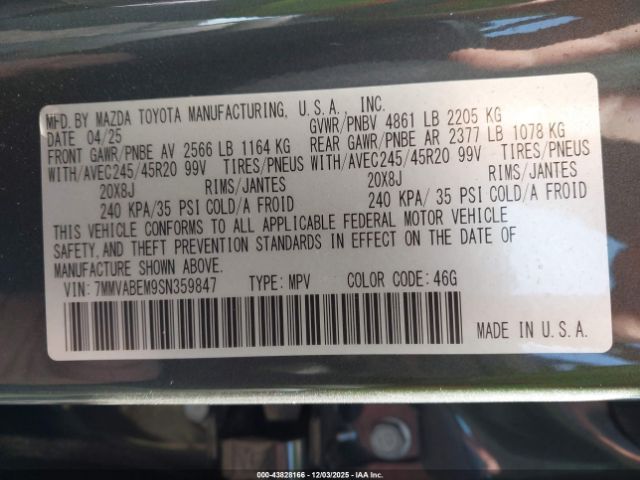 MFD. BY MAZDA TOYOTA MANUFACTURING, U.S.A., INC.
DATE 04/25 GVWR/PNBV 4861 LB 2205 KG
FRONT GAWR/PNBE AV 2566 LB 1164 KG REAR GAWR/PNBE AR 2377 LB 1078 KG
WITH/AVEC245/45R20 99V TIRES/PNEUS WITH/AVEC245/45R20 99V TIRES/PNEUS
20X8J RIMS/JANTES 20X8J RIMS/JANTES
240 KPA/35 PSI COLD/A FROID 240 KPA/ 35 PSI COLD/A FROID
THIS VEHICLE CONFORMS TO ALL APPLICABLE FEDERAL MOTOR VEHICLE
SAFETY, AND THEFT PREVENTION STANDARDS IN EFFECT ON THE DATE OF
MANUFACTURE SHOWN ABOVE.
VIN: 7MMVABEM9SN359847 TYPE: MPV COLOR CODE: 46G
MADE IN U.S.A.
000-43828166 - 12/03/2025 - IAA Inc.